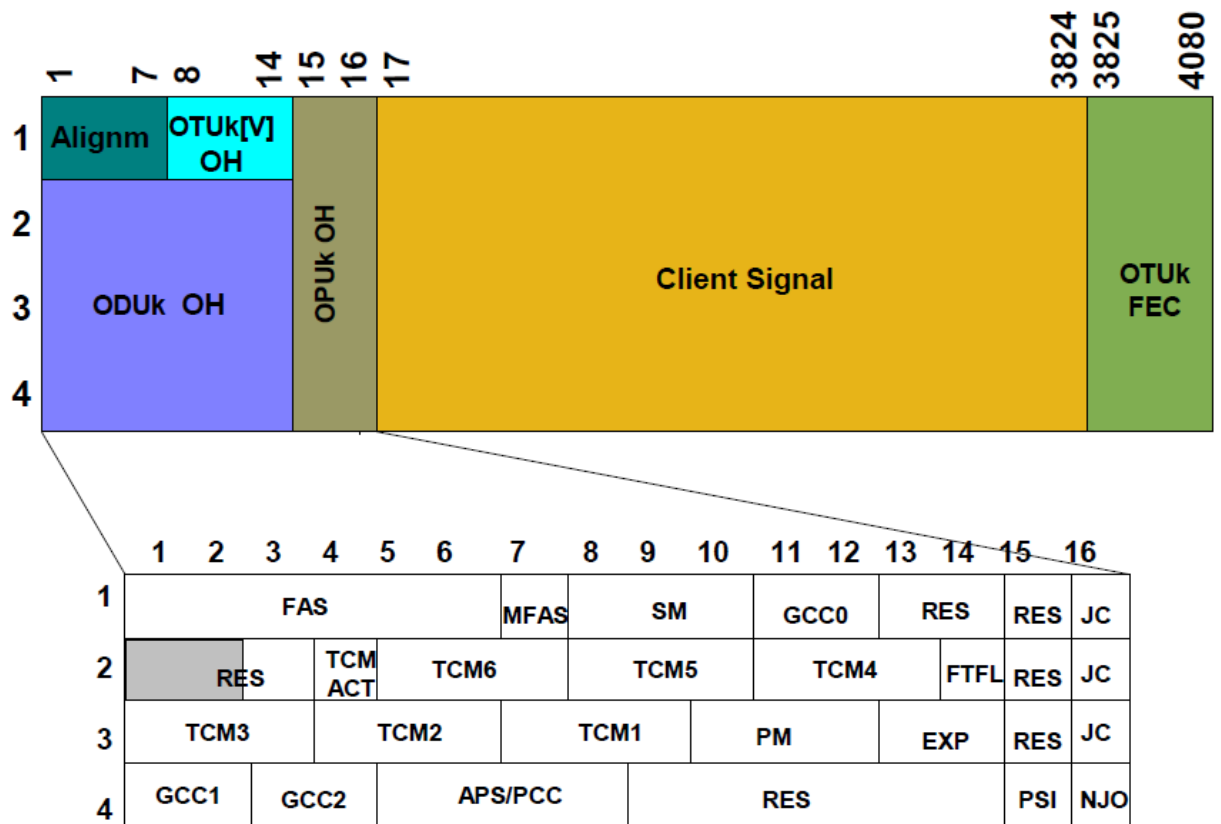 1 7 8 14 15 16 17 3824 3825 4080
1 Alignm OTUk[V]
OH
2
3 ODUk OH OPUk OH Client Signal OTUk
FEC
4
1 2 3 4 5 6 7 8 9 10 11 12 13 14 15 16
1 FAS MFAS SM GCC0 RES RES JC
2 RES TCM
ACT TCM6 TCM5 TCM4 FTFL RES JC
3 TCM3 TCM2 TCM1 PM EXP RES JC
4 GCC1 GCC2 APS/PCC RES PSI NJO